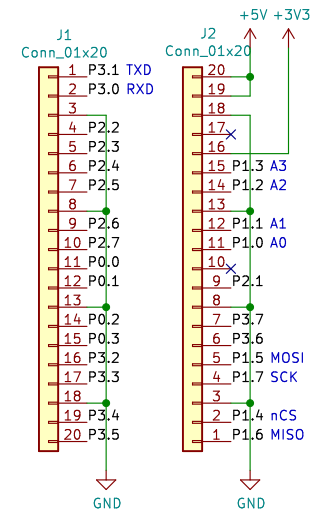 +5V +3V3
J1
Conn_01x20
1 P3.1 TXD
2 P3.0 RXD
3
4 P2.2
5 P2.3
6 P2.4
7 P2.5
8
9 P2.6
10 P2.7
11 P0.0
12 P0.1
13
14 P0.2
15 P0.3
16 P3.2
17 P3.3
18
19 P3.4
20 P3.5
GND
J2
Conn_01x20
20
19
18
17
16
15 P1.3 A3
14 P1.2 A2
13
12 P1.1 A1
11 P1.0 A0
10
9 P2.1
8
7 P3.7
6 P3.6
5 P1.5 MOSI
4 P1.7 SCK
3
2 P1.4 nCS
1 P1.6 MISO
GND